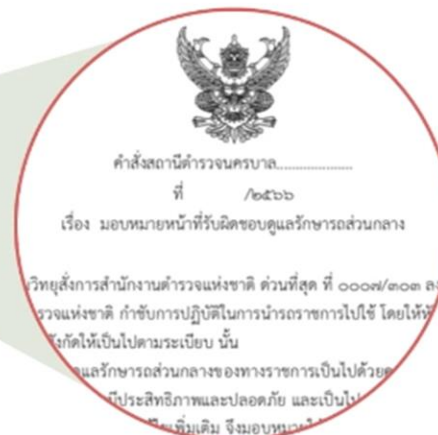 คำสั่งสถานีตำรวจนครบาล......................
ที่ /๒๕๖๖
เรื่อง มอบหมายหน้าที่รับผิดชอบดูแลรักษารถส่วนกลาง
วิทยุสั่งการสำนักงานตำรวจแห่งชาติ ด่วนที่สุด ที่ ๐๐๐๗/๓๐๓ ลง
รวจแห่งชาติ กำชับการปฏิบัติในการนำรถราชการไปใช้ โดยให้หั
ังกัดให้เป็นไปตามระเบียบ นั้น
ูแลรักษารถส่วนกลางของทางราชการเป็นไปด้วย
มีประสิทธิภาพและปลอดภัย และเป็นไป
เพิ่มเติม จึงมอบหมาย